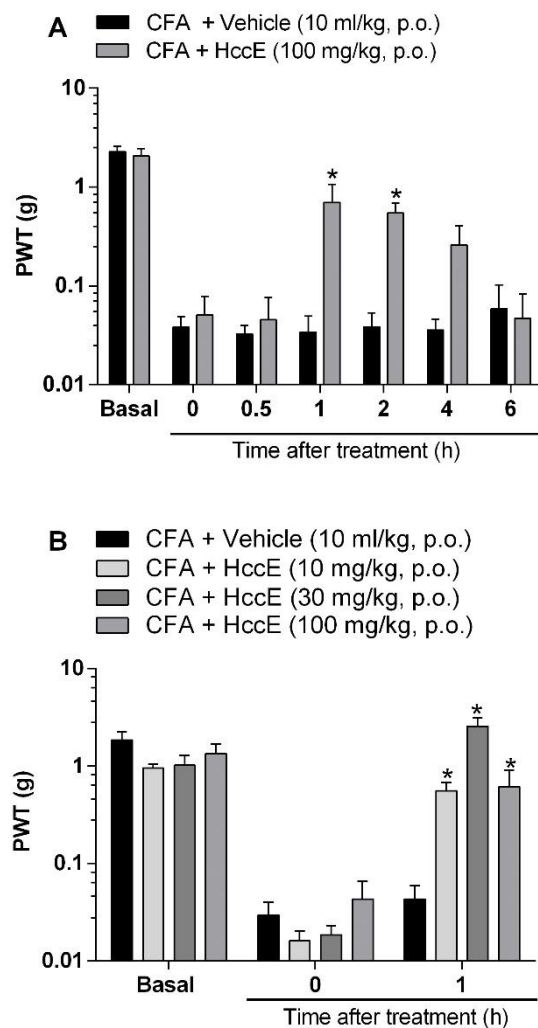 A
CFA + Vehicle (10 ml/kg, p.o.)
CFA + HccE (100 mg/kg, p.o.)
10
1
0.1
0.01
PWT (g)
* *
Basal 0 0.5 1 2 4 6
Time after treatment (h)
B
CFA + Vehicle (10 ml/kg, p.o.)
CFA + HccE (10 mg/kg, p.o.)
CFA + HccE (30 mg/kg, p.o.)
CFA + HccE (100 mg/kg, p.o.)
10
1
0.1
0.01
PWT (g)
* * *
Basal 0 1
Time after treatment (h)